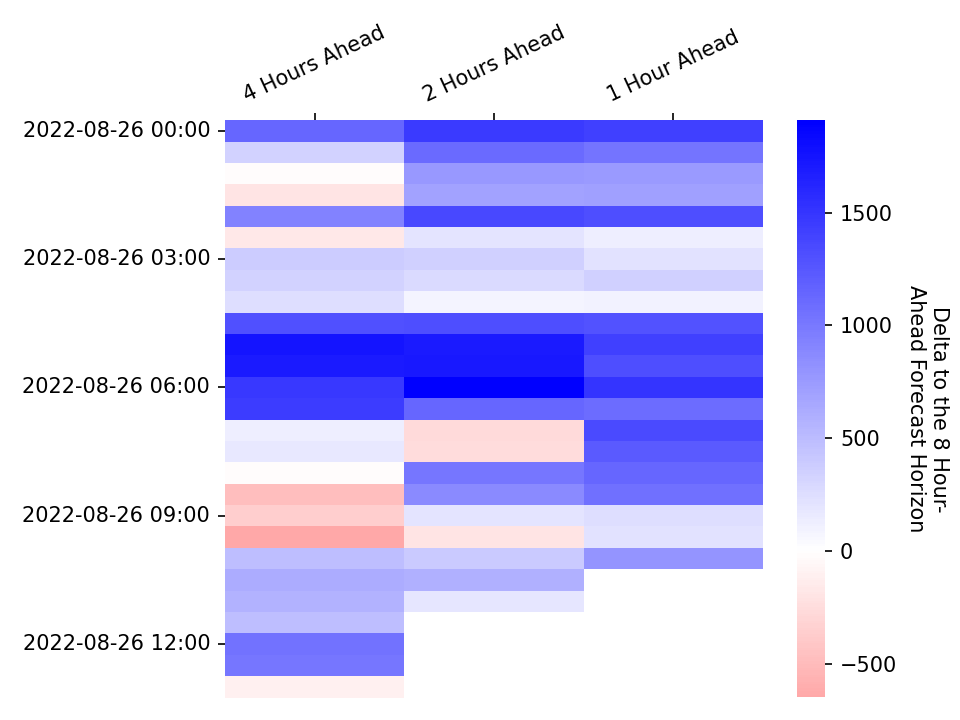 4 Hours Ahead
2 Hours Ahead
1 Hour Ahead
2022-08-26 00:00
2022-08-26 03:00
2022-08-26 06:00
2022-08-26 09:00
2022-08-26 12:00
1500
1000
500
0
−500
Delta to the 8 Hour-
Ahead Forecast Horizon